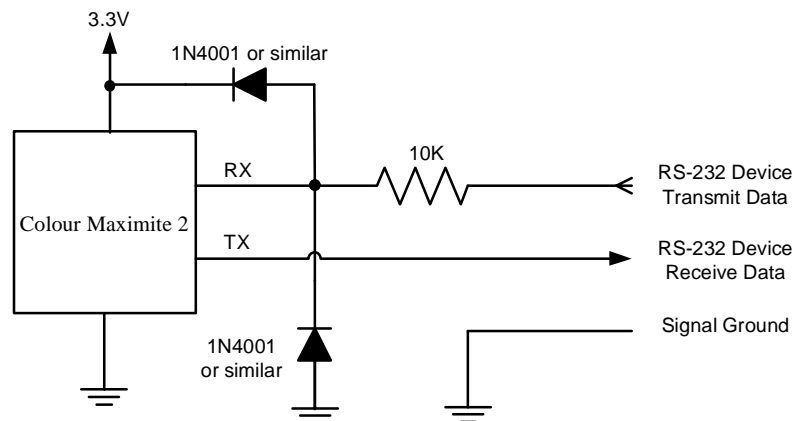 3.3V
1N4001 or similar
10K
RX
RS-232 Device
Transmit Data
Colour Maximite 2
TX
RS-232 Device
Receive Data
Signal Ground
1N4001
or similar